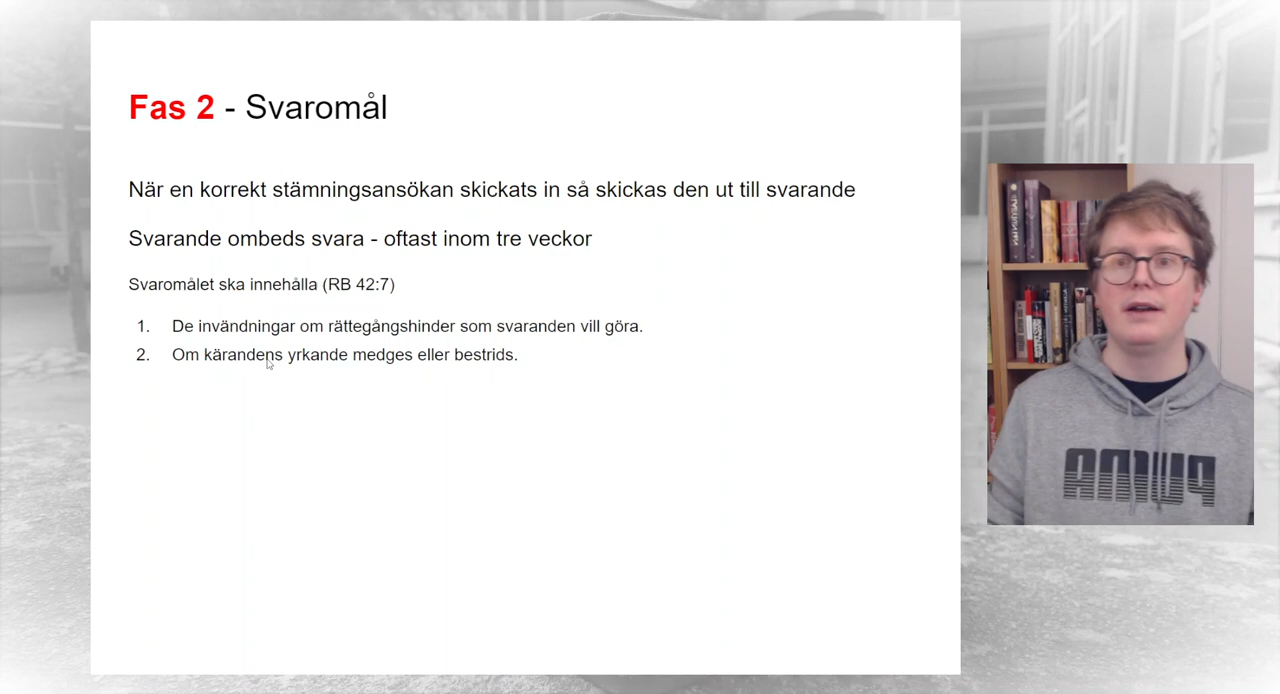 Fas 2 - Svaromål
När en korrekt stämningsansökan skickats in så skickas den ut till svarande
Svarande ombeds svara - oftast inom tre veckor
Svaromålet ska innehålla (RB 42:7)
1. De invändningar om rättegångshinder som svaranden vill göra.
2. Om kärandens yrkande medges eller bestrids.